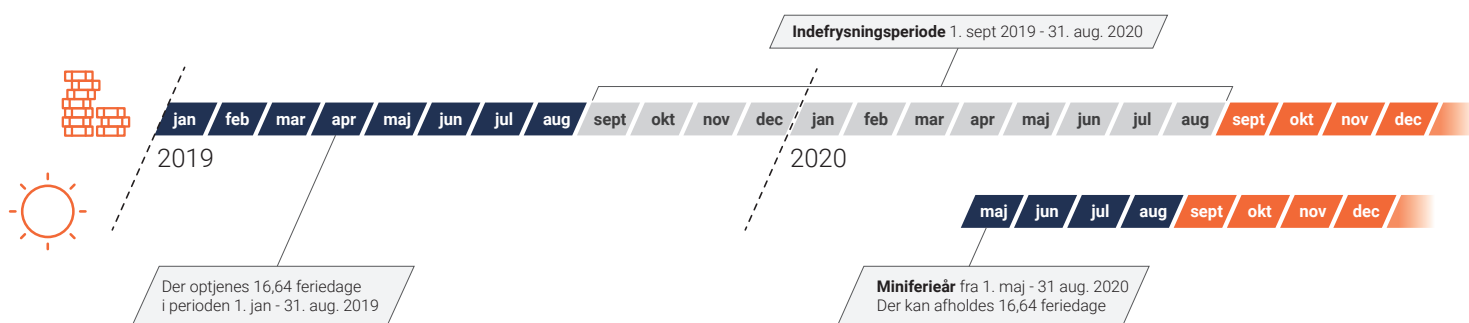 Indefrysningsperiode 1. sept 2019 - 31. aug. 2020
jan feb mar apr maj jun jul aug sept okt nov dec jan feb mar apr maj jun jul aug sept okt nov dec
2019 2020
maj jun jul aug sept okt nov dec
Der optjenes 16,64 feriedage
i perioden 1. jan - 31. aug. 2019
Miniferieår fra 1. maj - 31 aug. 2020
Der kan afholdes 16,64 feriedage